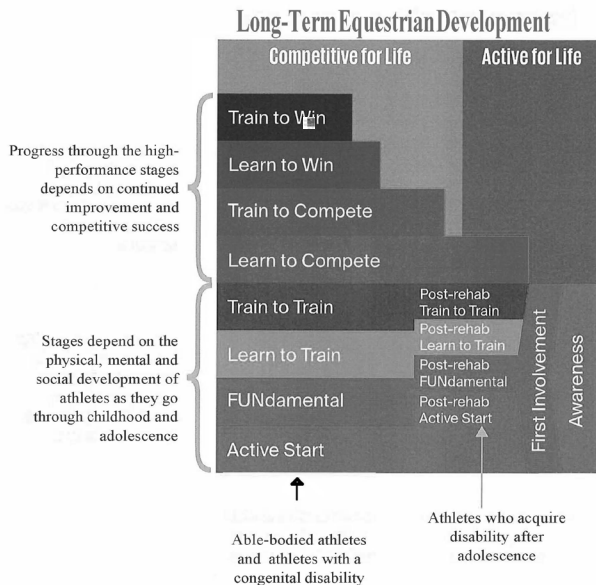 Long-Term Equestrian Development
Competitive for Life
Active for Life
Train to Win
Learn to Win
Train to Compete
Learn to Compete
Train to Train
Learn to Train
FUNdamental
Active Start
Post-rehab
Train to Train
Post-rehab
Learn to Train
Post-rehab
FUNdamental
Post-rehab
Active Start
First Involvement
Awareness
Progress through the high-
performance stages
depends on continued
improvement and
competitive success
Stages depend on the
physical, mental and
social development of
athletes as they go
through childhood and
adolescence
Able-bodied athletes
and athletes with a
congenital disability
Athletes who acquire
disability after
adolescence